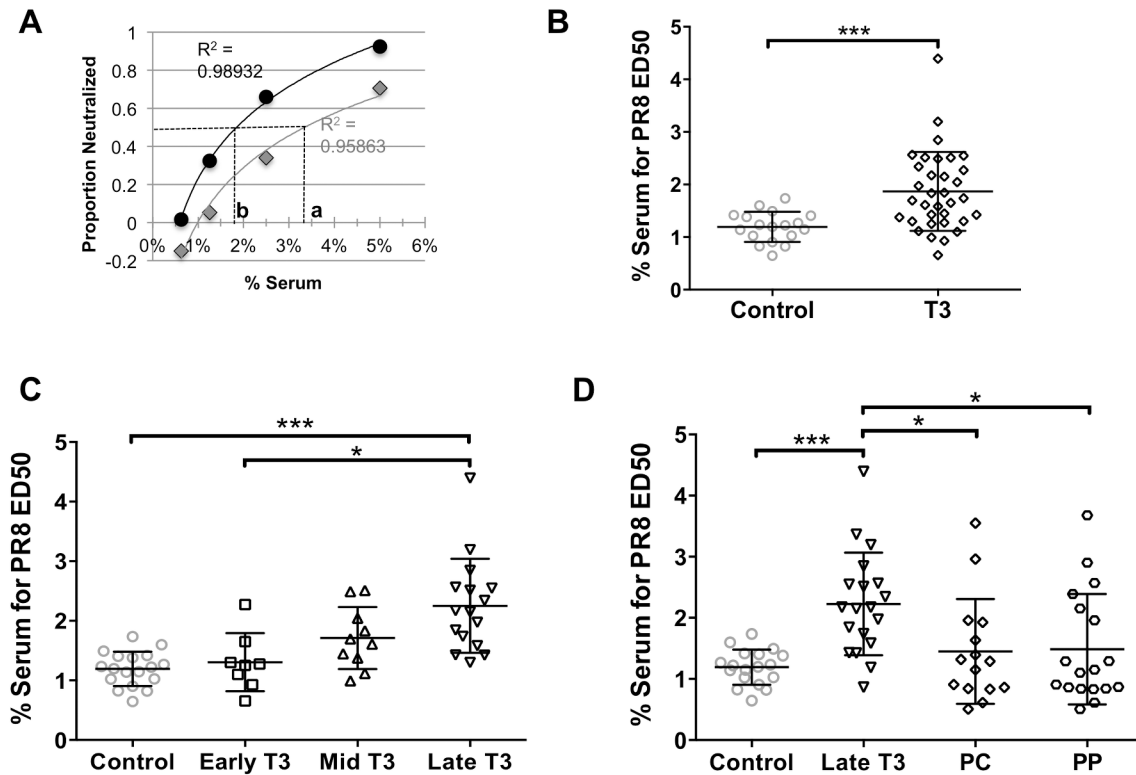 A
R² =
0.98932
R² =
0.95863
b
a
1
0.8
0.6
0.4
0.2
0
-0.2
0%
1%
2%
3%
4%
5%
6%
Proportion Neutralized
% Serum
B
***
5
4
3
2
1
0
% Serum for PR8 ED50
Control
T3
C
***
*
5
4
3
2
1
0
% Serum for PR8 ED50
Control
Early T3
Mid T3
Late T3
D
*
*
***
5
4
3
2
1
0
% Serum for PR8 ED50
Control
Late T3
PC
PP